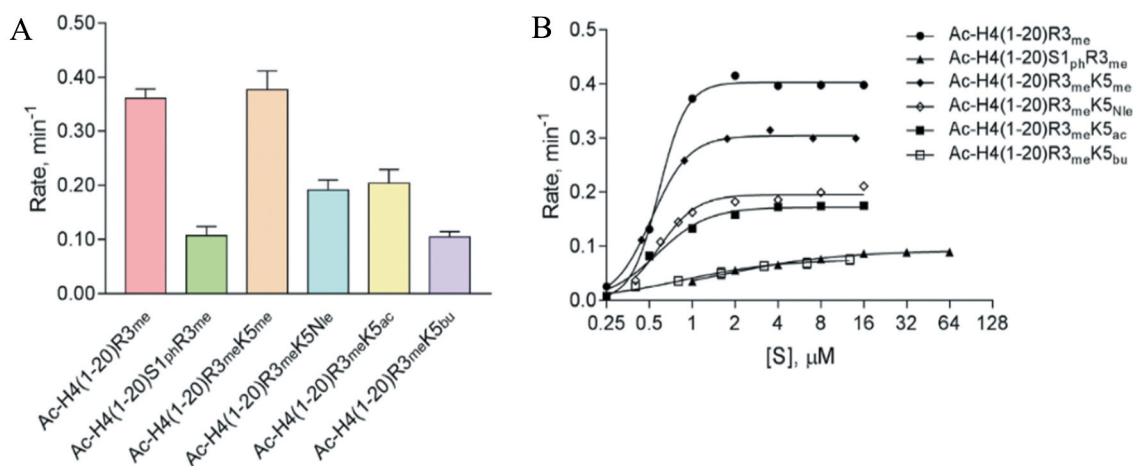 A
Rate, min⁻¹
0.50
0.40
0.30
0.20
0.10
0.00
Ac-H4(1-20)R3me
Ac-H4(1-20)S1phR3me
Ac-H4(1-20)R3meK5me
Ac-H4(1-20)R3meK5Nle
Ac-H4(1-20)R3meK5ac
Ac-H4(1-20)R3meK5bu
B
Rate, min⁻¹
0.5
0.4
0.3
0.2
0.1
0.0
0.25 0.5 1 2 4 8 16 32 64 128
[S], μM
Ac-H4(1-20)R3me
Ac-H4(1-20)S1phR3me
Ac-H4(1-20)R3meK5me
Ac-H4(1-20)R3meK5Nle
Ac-H4(1-20)R3meK5ac
Ac-H4(1-20)R3meK5bu